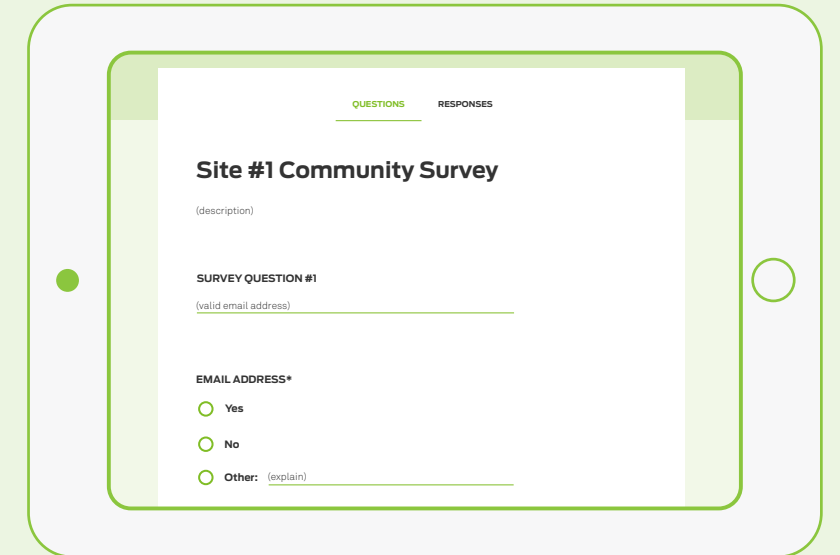 QUESTIONS RESPONSES
Site #1 Community Survey
(description)
SURVEY QUESTION #1
(valid email address)
EMAIL ADDRESS*
Yes
No
Other: (explain)